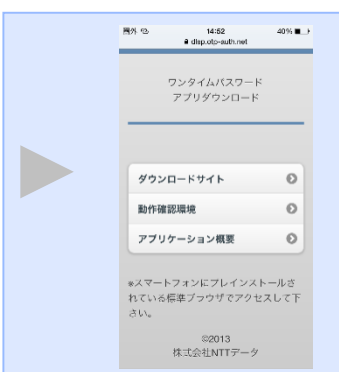 圏外 14:52 40%
dlsp.otp-auth.net
ワンタイムパスワード
アプリダウンロード
ダウンロードサイト
動作確認環境
アプリケーション概要
※スマートフォンにプレインストールさ
れている標準ブラウザでアクセスして下
さい。
©2013
株式会社NTTデータ